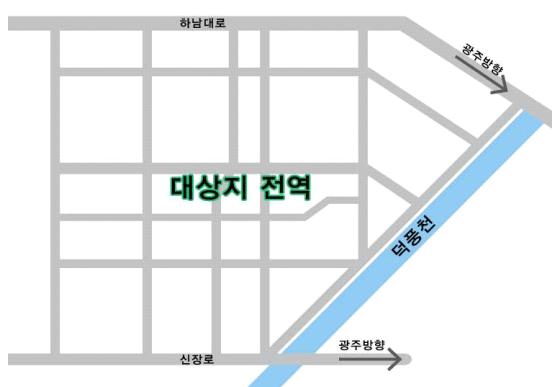 하남대로
광주방향
대상지 전역
덕풍천
광주방향
신장로